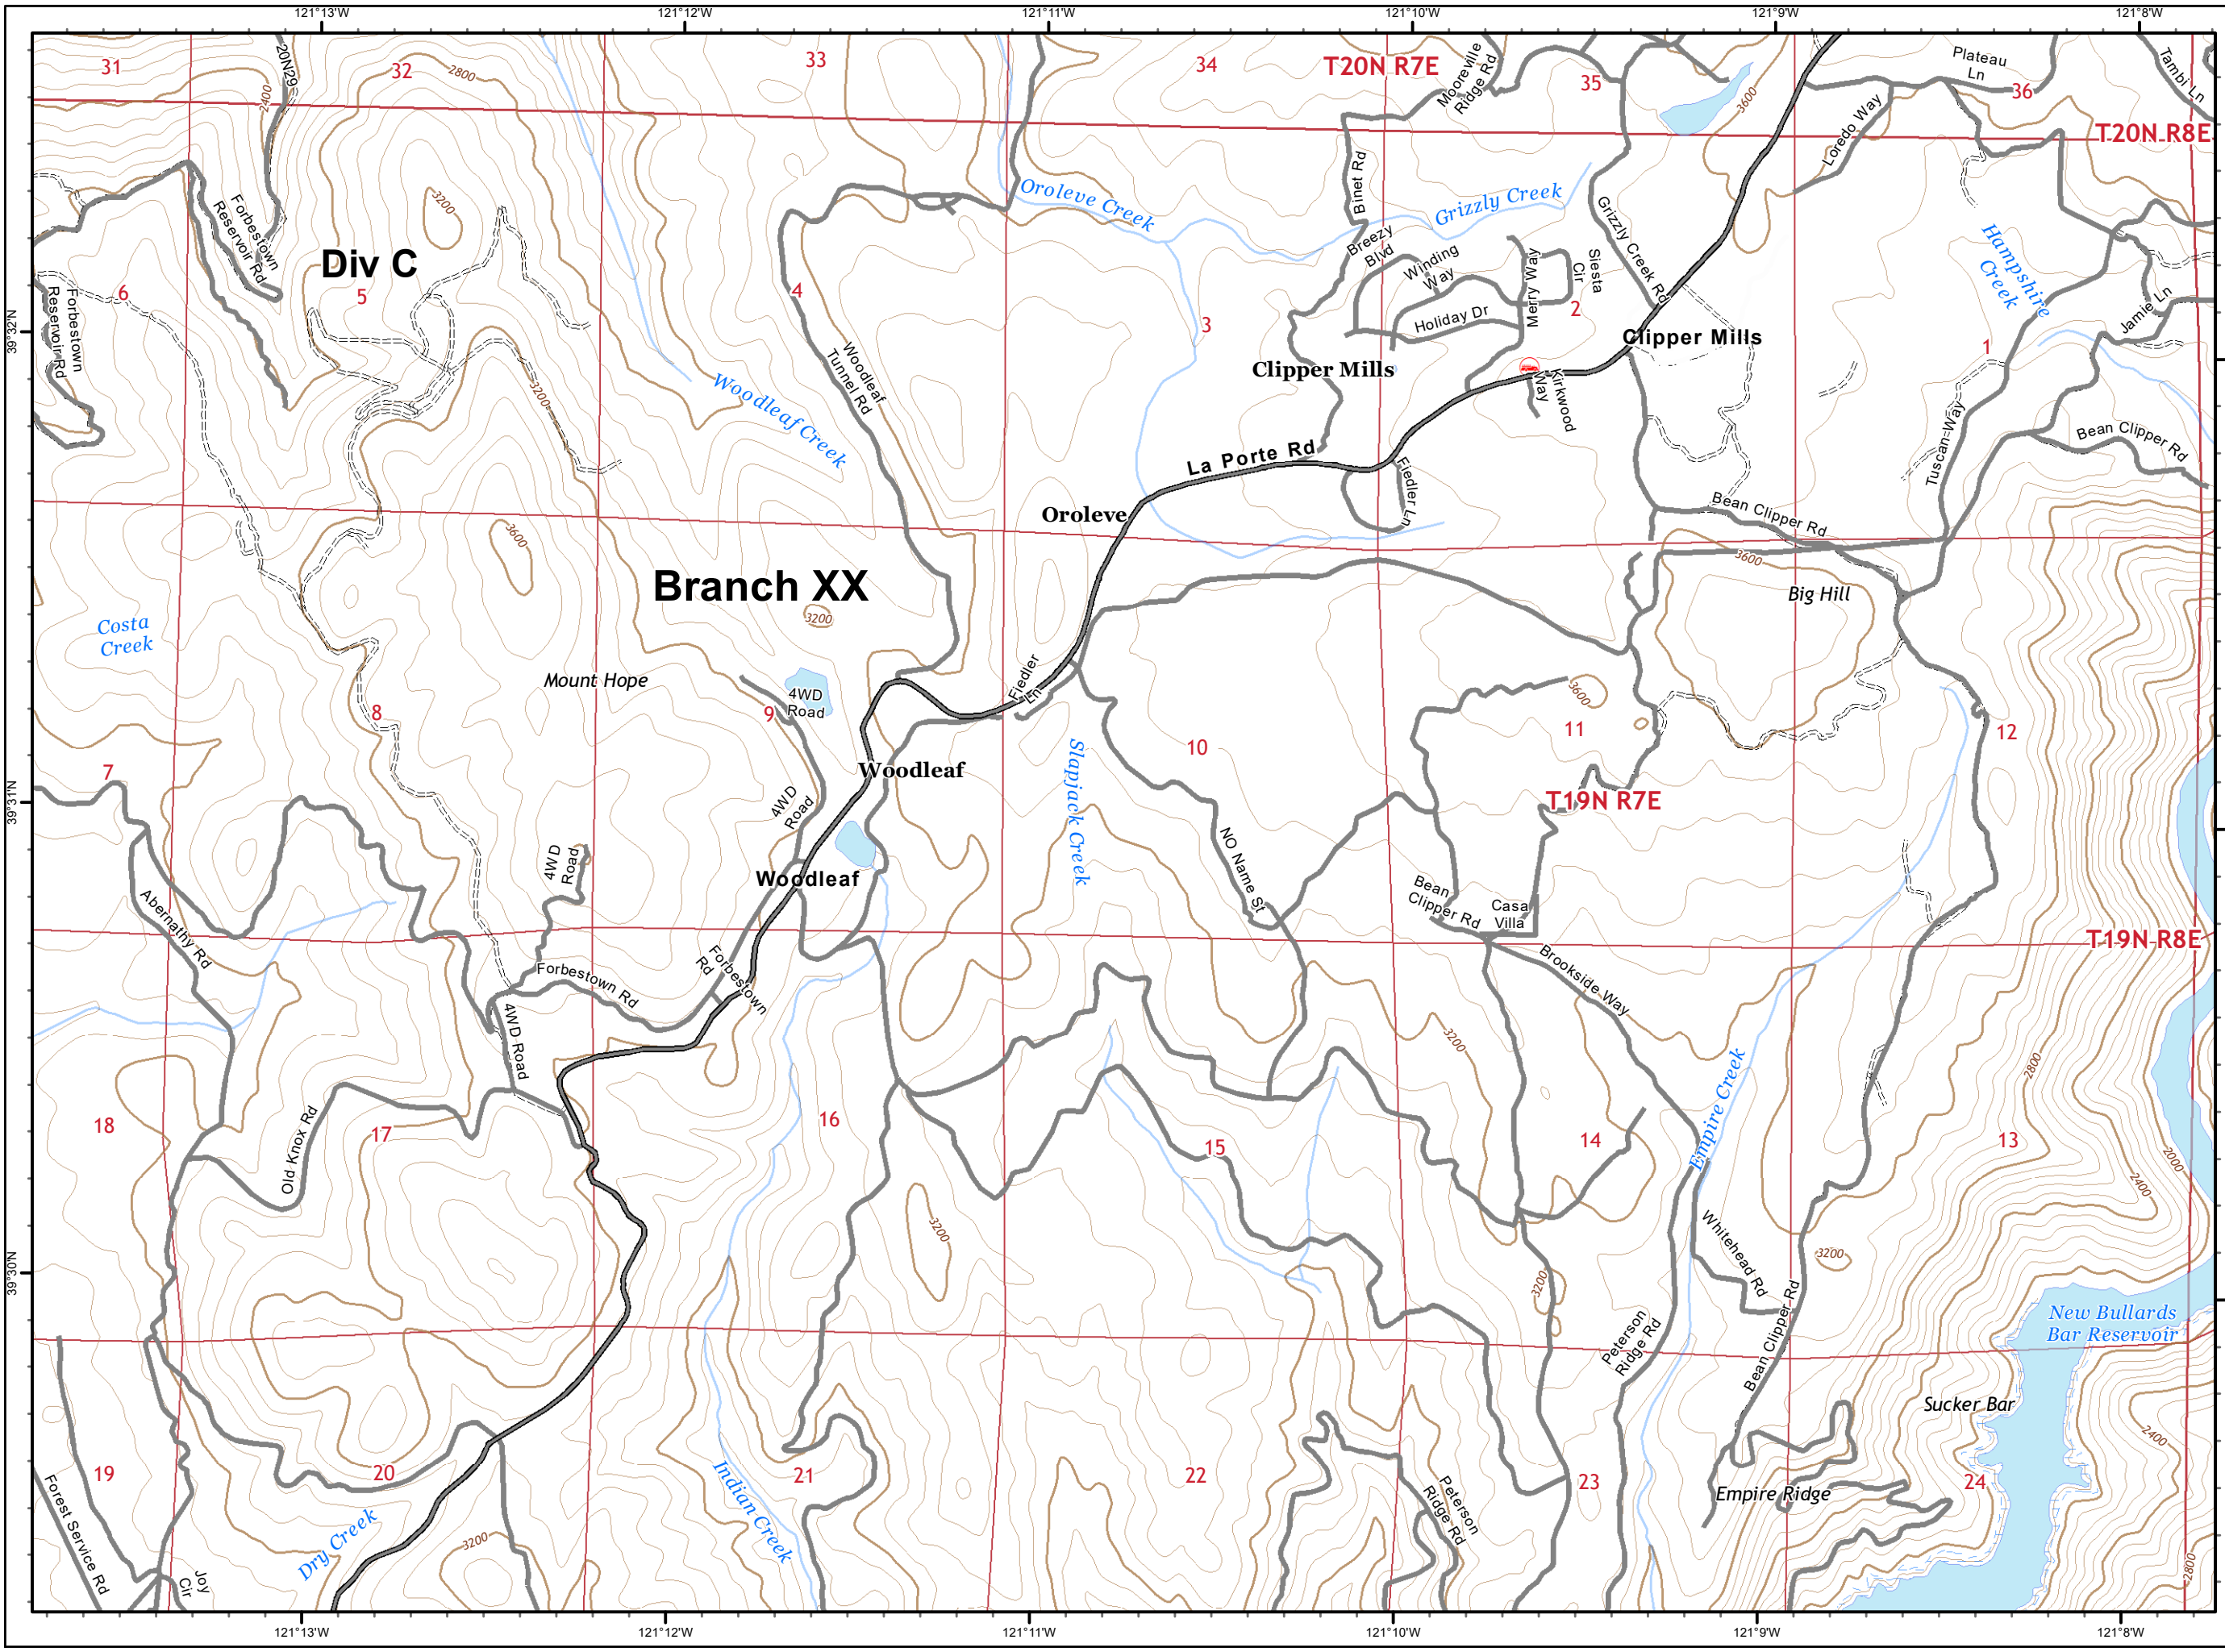 121°13'W
121°12'W
121°11'W
121°10'W
121°9'W
121°8'W
31
32
33
34
T20N R7E
35
36
T20N R8E
20N29
2400
2800
Mooreville
Ridge Rd
3600
Plateau
Ln
Tambi Ln
Loredo Way
Forbestown
Reservoir Rd
3200
Oroleve Creek
Binet Rd
Grizzly Creek
Grizzly Creek Rd
Hampshire
Creek
Div C
5
6
4
3
2
1
Breezy
Blvd
Winding
Way
Merry Way
Siesta
Cir
Holiday Dr
Jamie Ln
Forbestown
Reservoir Rd
39°32'N
Woodleaf
Tunnel Rd
Clipper Mills
Clipper Mills
Woodleaf Creek
3200
Kirkwood
Way
La Porte Rd
Fiedler Ln
Tuscan Way
Bean Clipper Rd
Bean Clipper Rd
Oroleve
3600
3600
Branch XX
3200
Big Hill
Costa
Creek
Mount Hope
Fiedler
Ln
4WD
Road
3600
7
8
9
10
11
12
Woodleaf
Slapjack Creek
4WD
Road
T19N R7E
39°31'N
4WD
Road
Woodleaf
NO Name St
Bean
Clipper Rd
Casa
Villa
Abernathy Rd
T19N R8E
Forbestown Rd
Forbestown
Rd
Brookside Way
4WD Road
3200
2800
Empire Creek
18
17
16
15
14
13
Old Knox Rd
2000
2400
3200
Whitehead Rd
3200
39°30'N
3200
Peterson
Ridge Rd
Bean Clipper Rd
New Bullards
Bar Reservoir
Sucker Bar
2400
19
20
21
22
23
24
Forest Service Rd
Indian Creek
Peterson
Ridge Rd
Empire Ridge
Dry Creek
3200
Joy
Cir
2800
121°13'W
121°12'W
121°11'W
121°10'W
121°9'W
121°8'W